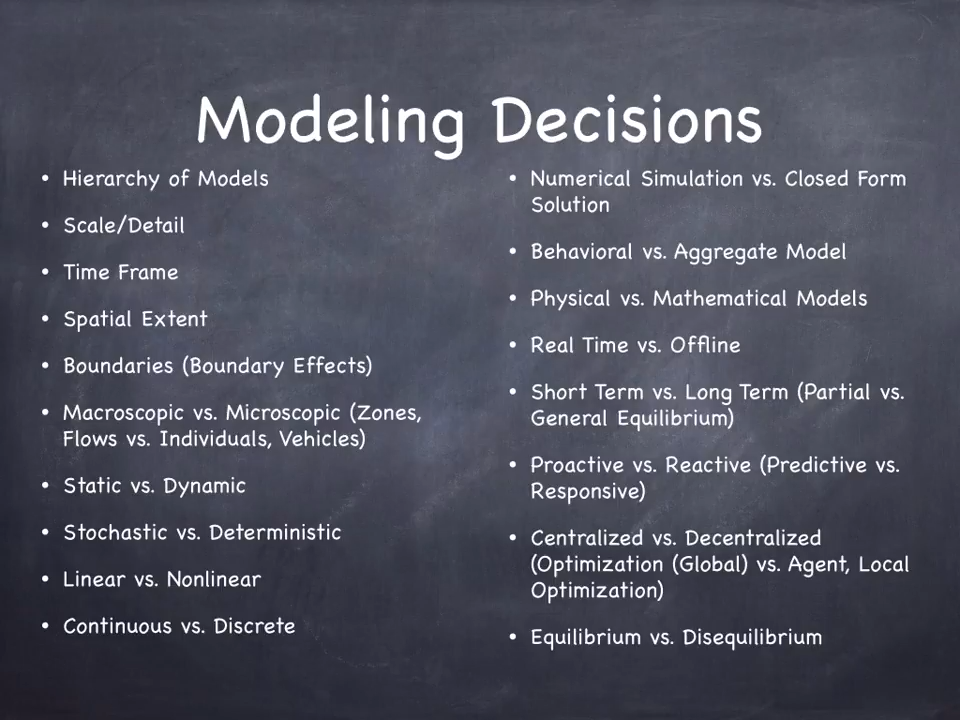 Modeling Decisions
• Hierarchy of Models
• Scale/Detail
• Time Frame
• Spatial Extent
• Boundaries (Boundary Effects)
• Macroscopic vs. Microscopic (Zones,
Flows vs. Individuals, Vehicles)
• Static vs. Dynamic
• Stochastic vs. Deterministic
• Linear vs. Nonlinear
• Continuous vs. Discrete
• Numerical Simulation vs. Closed Form
Solution
• Behavioral vs. Aggregate Model
• Physical vs. Mathematical Models
• Real Time vs. Offline
• Short Term vs. Long Term (Partial vs.
General Equilibrium)
• Proactive vs. Reactive (Predictive vs.
Responsive)
• Centralized vs. Decentralized
(Optimization (Global) vs. Agent, Local
Optimization)
• Equilibrium vs. Disequilibrium